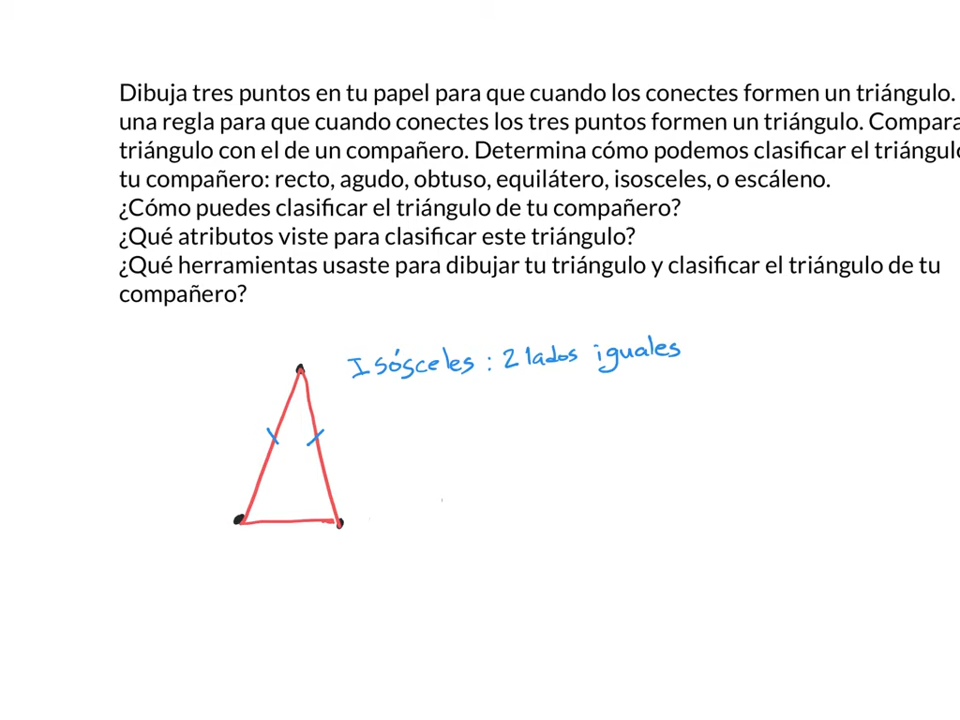 Dibuja tres puntos en tu papel para que cuando los conectes formen un triángulo.
una regla para que cuando conectes los tres puntos formen un triángulo. Compara
triángulo con el de un compañero. Determina cómo podemos clasificar el triángulo
tu compañero: recto, agudo, obtuso, equilátero, isosceles, o escáleno.
¿Cómo puedes clasificar el triángulo de tu compañero?
¿Qué atributos viste para clasificar este triángulo?
¿Qué herramientas usaste para dibujar tu triángulo y clasificar el triángulo de tu
compañero?
Isósceles: 2 lados iguales